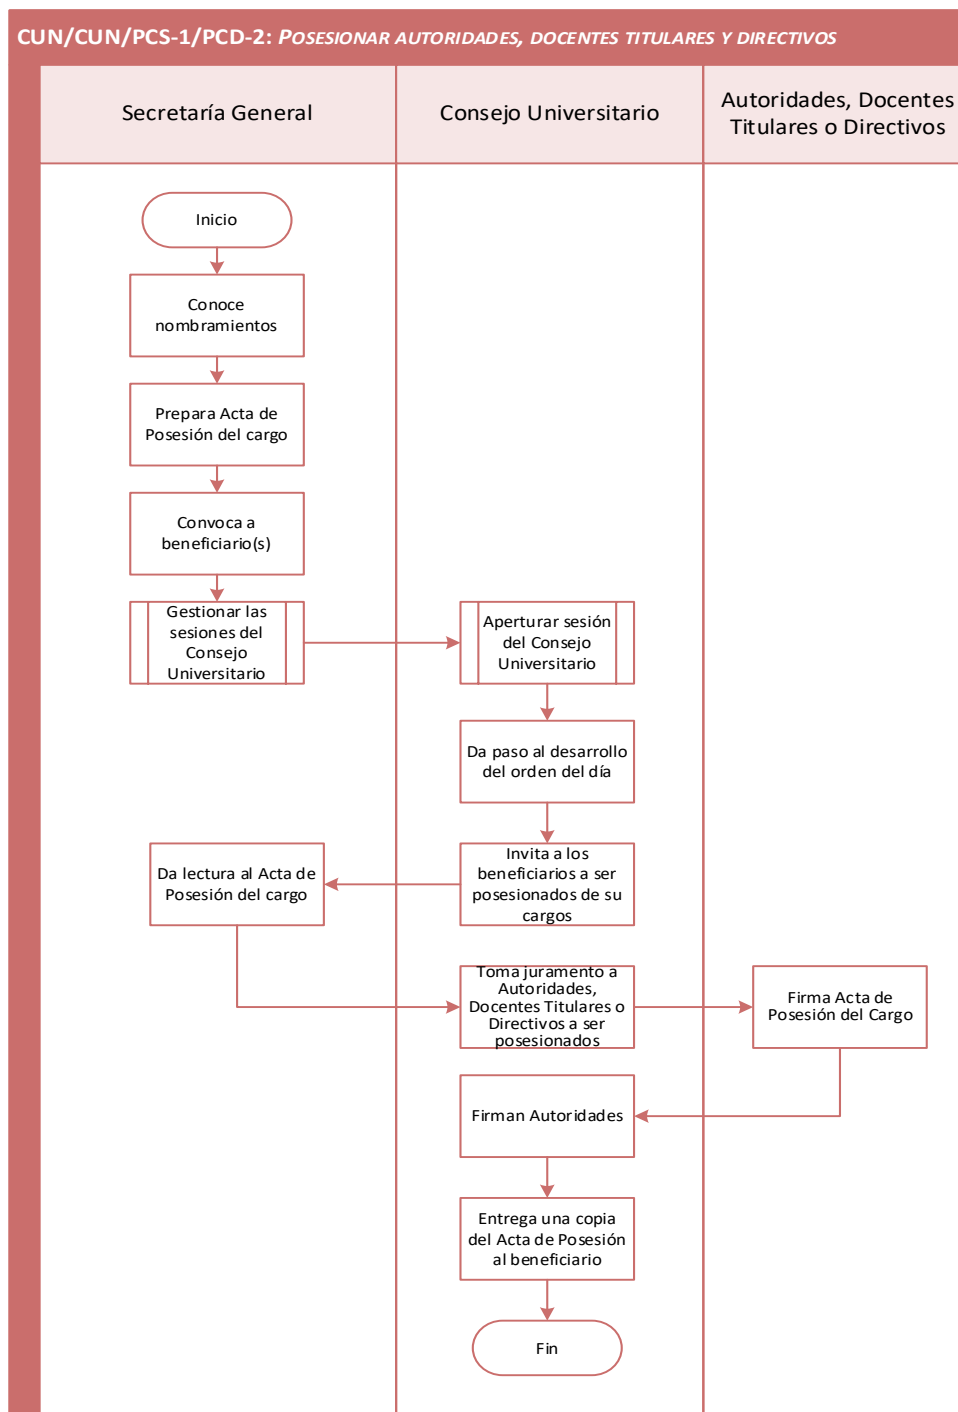 CUN/CUN/PCS-1/PCD-2: POSESIONAR AUTORIDADES, DOCENTES TITULARES Y DIRECTIVOS
Secretaría General
Consejo Universitario
Autoridades, Docentes
Titulares o Directivos
Inicio
Conoce
nombramientos
Prepara Acta de
Posesión del cargo
Convoca a
beneficiario(s)
Gestionar las
sesiones del
Consejo
Universitario
Aperturar sesión
del Consejo
Universitario
Da paso al desarrollo
del orden del día
Invita a los
beneficiarios a ser
posesionados de su
cargos
Da lectura al Acta de
Posesión del cargo
Toma juramento a
Autoridades,
Docentes Titulares o
Directivos a ser
posesionados
Firma Acta de
Posesión del Cargo
Firman Autoridades
Entrega una copia
del Acta de Posesión
al beneficiario
Fin